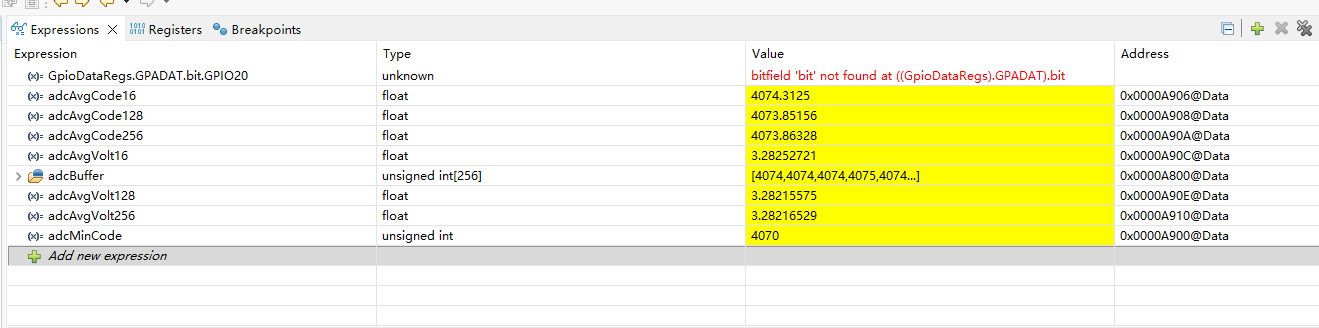 Expressions Registers Breakpoints
Expression Type Value Address
(x)= GpioDataRegs.GPADAT.bit.GPIO20 unknown bitfield 'bit' not found at ((GpioDataRegs).GPADAT).bit
(x)= adcAvgCode16 float 4074.3125 0x0000A906@Data
(x)= adcAvgCode128 float 4073.85156 0x0000A908@Data
(x)= adcAvgCode256 float 4073.86328 0x0000A90A@Data
(x)= adcAvgVolt16 float 3.28252721 0x0000A90C@Data
adcBuffer unsigned int[256] [4074,4074,4074,4075,4074...] 0x0000A800@Data
(x)= adcAvgVolt128 float 3.28215575 0x0000A90E@Data
(x)= adcAvgVolt256 float 3.28216529 0x0000A910@Data
(x)= adcMinCode unsigned int 4070 0x0000A900@Data
Add new expression